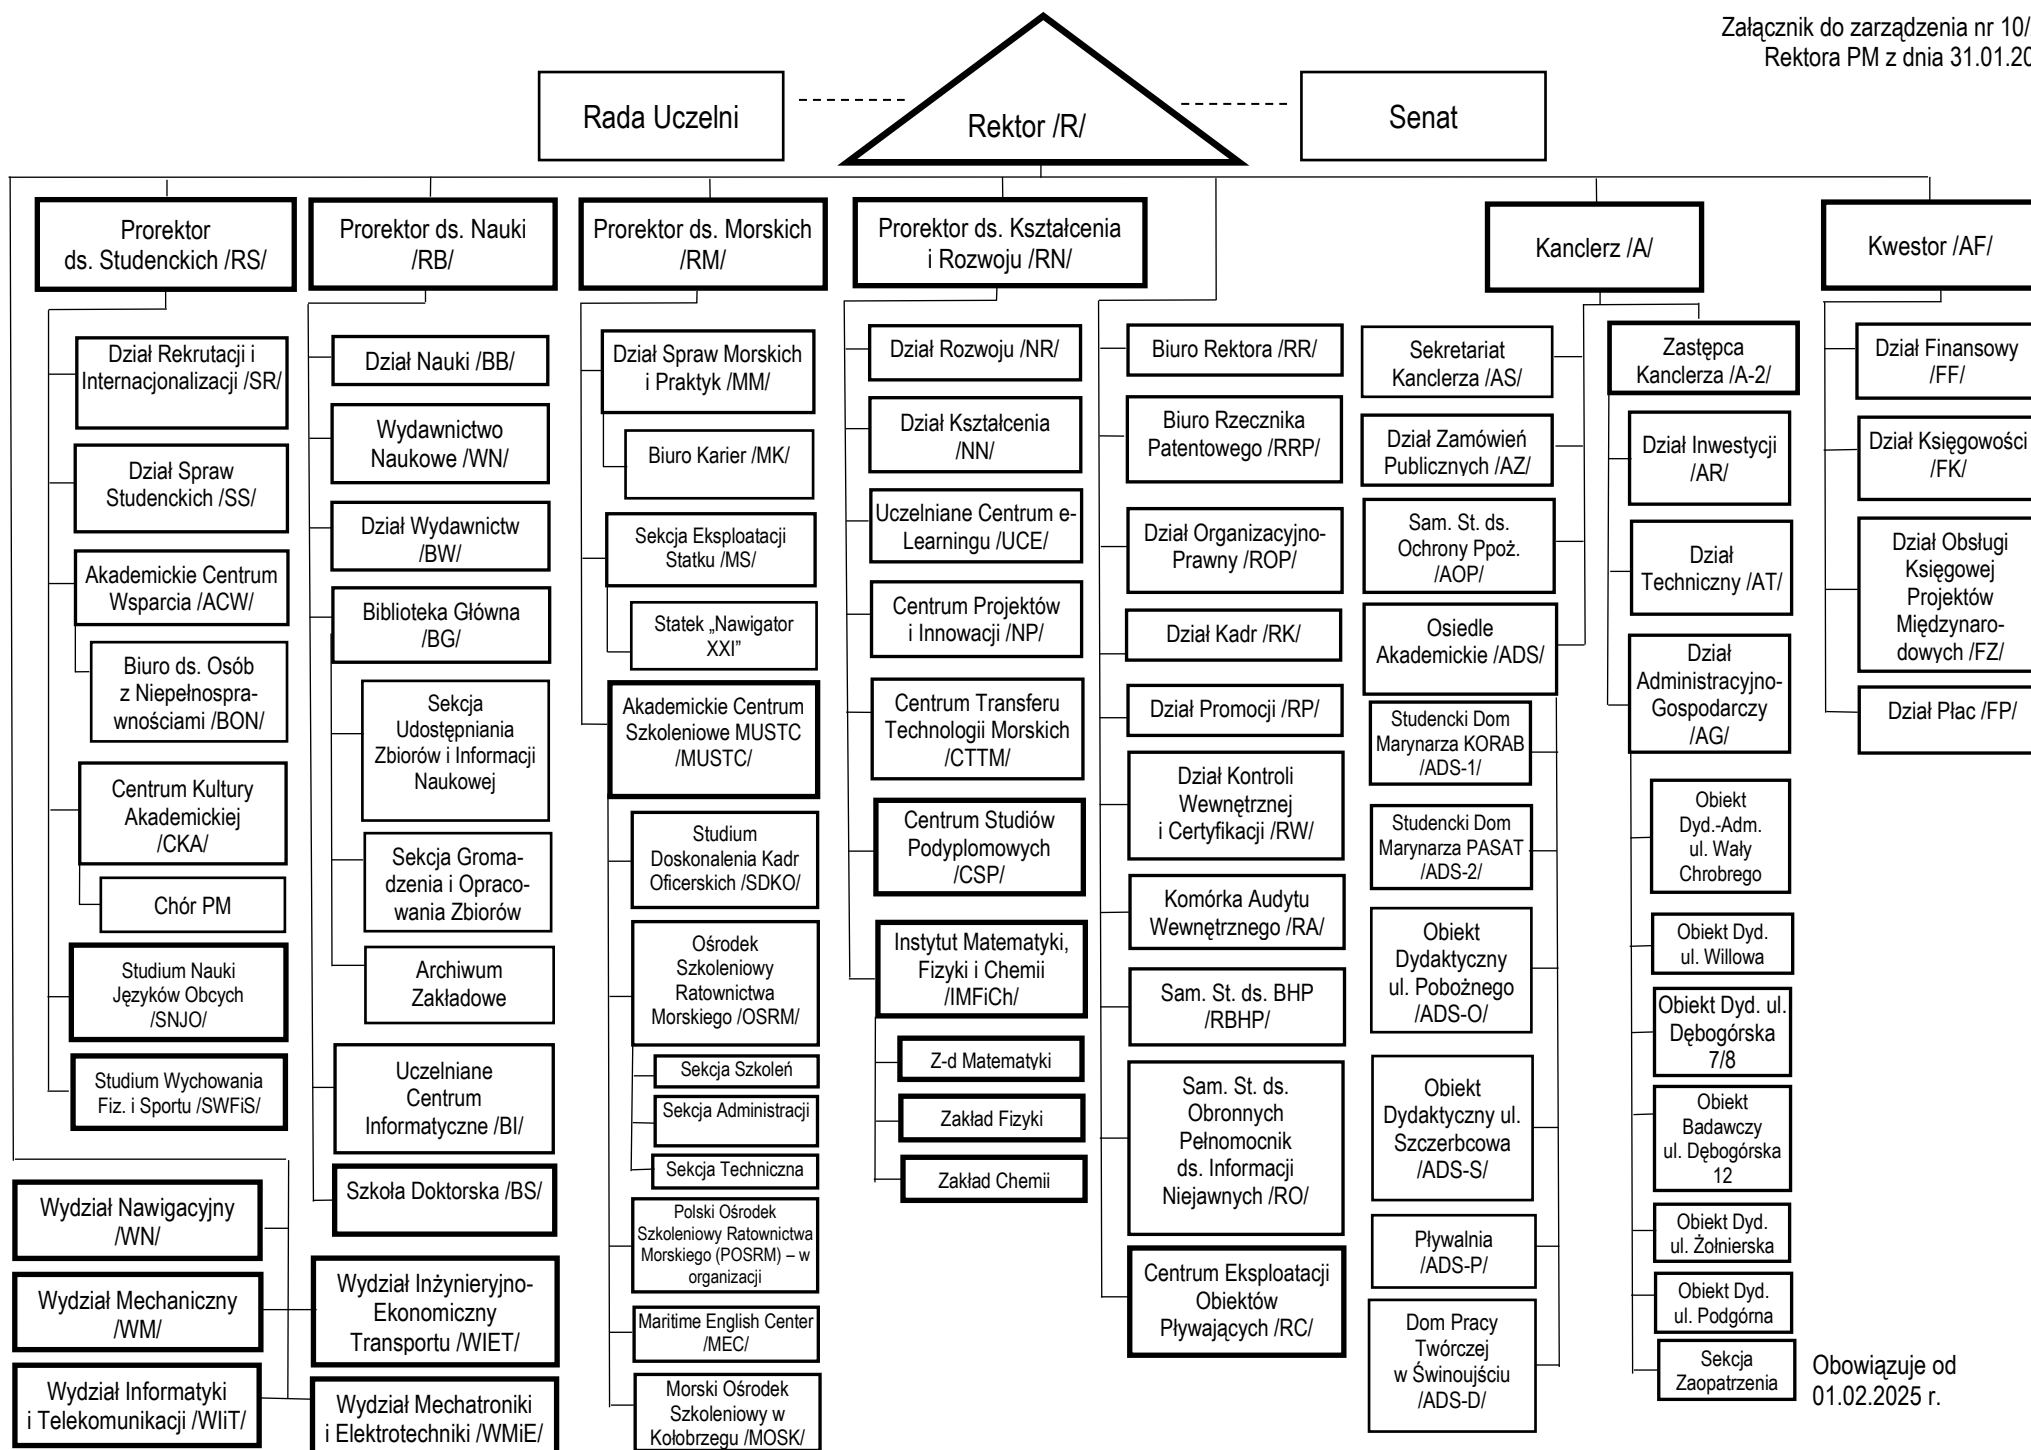 Załącznik do zarządzenia nr 10/
Rektora PM z dnia 31.01.20
Rada Uczelni
Rektor /R/
Senat
Prorektor
ds. Studenckich /RS/
Prorektor ds. Nauki
/RB/
Prorektor ds. Morskich
/RM/
Prorektor ds. Kształcenia
i Rozwoju /RN/
Kanclerz /A/
Kwestor /AF/
Dział Rekrutacji i
Internacjonalizacji /SR/
Dział Spraw
Studenckich /SS/
Akademickie Centrum
Wsparcia /ACW/
Biuro ds. Osób
z Niepełnospra-
wnościami /BON/
Centrum Kultury
Akademickiej
/CKA/
Chór PM
Studium Nauki
Języków Obcych
/SNJO/
Studium Wychowania
Fiz. i Sportu /SWFiS/
Wydział Nawigacyjny
/WN/
Wydział Mechaniczny
/WM/
Wydział Informatyki
i Telekomunikacji /WIiT/
Dział Nauki /BB/
Wydawnictwo
Naukowe /WN/
Dział Wydawnictw
/BW/
Biblioteka Główna
/BG/
Sekcja
Udostępniania
Zbiorów i Informacji
Naukowej
Sekcja Groma-
dzenia i Opraco-
wania Zbiorów
Archiwum
Zakładowe
Uczelniane
Centrum
Informatyczne /BI/
Szkoła Doktorska /BS/
Wydział Inżynieryjno-
Ekonomiczny
Transportu /WIET/
Wydział Mechatroniki
i Elektrotechniki /WMiE/
Dział Spraw Morskich
i Praktyk /MM/
Biuro Karier /MK/
Sekcja Eksploatacji
Statku /MS/
Statek „Nawigator
XXI”
Akademickie Centrum
Szkoleniowe MUSTC
/MUSTC/
Studium
Doskonalenia Kadr
Oficerskich /SDKO/
Ośrodek
Szkoleniowy
Ratownictwa
Morskiego /OSRM/
Sekcja Szkoleń
Sekcja Administracji
Sekcja Techniczna
Polski Ośrodek
Szkoleniowy Ratownictwa
Morskiego (POSRM) – w
organizacji
Maritime English Center
/MEC/
Morski Ośrodek
Szkoleniowy w
Kołobrzegu /MOSK/
Dział Rozwoju /NR/
Dział Kształcenia
/NN/
Uczelniane Centrum e-
Learningu /UCE/
Centrum Projektów
i Innowacji /NP/
Centrum Transferu
Technologii Morskich
/CTTM/
Centrum Studiów
Podyplomowych
/CSP/
Instytut Matematyki,
Fizyki i Chemii
/IMFiCh/
Z-d Matematyki
Zakład Fizyki
Zakład Chemii
Biuro Rektora /RR/
Biuro Rzecznika
Patentowego /RRP/
Dział Organizacyjno-
Prawny /ROP/
Dział Kadr /RK/
Dział Promocji /RP/
Dział Kontroli
Wewnętrznej
i Certyfikacji /RW/
Komórka Audytu
Wewnętrznego /RA/
Sam. St. ds. BHP
/RBHP/
Sam. St. ds.
Obronnych
Pełnomocnik
ds. Informacji
Niejawnych /RO/
Centrum Eksploatacji
Obiektów
Pływających /RC/
Sekretariat
Kanclerza /AS/
Dział Zamówień
Publicznych /AZ/
Sam. St. ds.
Ochrony Ppoż.
/AOP/
Osiedle
Akademickie /ADS/
Studencki Dom
Marynarza KORAB
/ADS-1/
Studencki Dom
Marynarza PASAT
/ADS-2/
Obiekt
Dydaktyczny
ul. Pobożnego
/ADS-O/
Obiekt
Dydaktyczny ul.
Szczerbcowa
/ADS-S/
Pływalnia
/ADS-P/
Dom Pracy
Twórczej
w Świnoujściu
/ADS-D/
Zastępca
Kanclerza /A-2/
Dział Inwestycji
/AR/
Dział
Techniczny /AT/
Dział
Administracyjno-
Gospodarczy
/AG/
Obiekt
Dyd.-Adm.
ul. Wały
Chrobrego
Obiekt Dyd.
ul. Willowa
Obiekt Dyd. ul.
Dębogórska
7/8
Obiekt
Badawczy
ul. Dębogórska
12
Obiekt Dyd.
ul. Żołnierska
Obiekt Dyd.
ul. Podgórna
Sekcja
Zaopatrzenia
Dział Finansowy
/FF/
Dział Księgowości
/FK/
Dział Obsługi
Księgowej
Projektów
Międzynaro-
dowych /FZ/
Dział Płac /FP/
Obowiązuje od
01.02.2025 r.